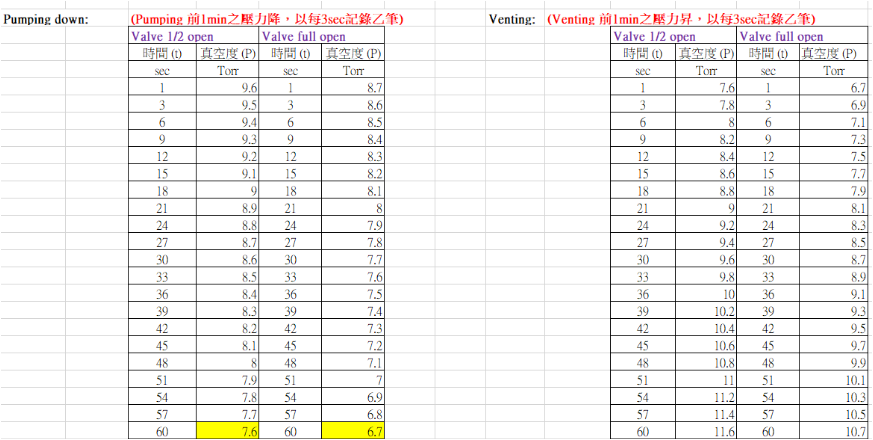 Pumping down: (Pumping 前1min之壓力降，以每3sec記錄乙筆) Venting: (Venting 前1min之壓力昇，以每3sec記錄乙筆)
Valve 1/2 open Valve full open Valve 1/2 open Valve full open
時間 (t) 真空度 (P) 時間 (t) 真空度 (P) 時間 (t) 真空度 (P) 時間 (t) 真空度 (P)
sec Torr sec Torr sec Torr sec Torr
1 9.6 1 8.7 1 7.6 1 6.7
3 9.5 3 8.6 3 7.8 3 6.9
6 9.4 6 8.5 6 8 6 7.1
9 9.3 9 8.4 9 8.2 9 7.3
12 9.2 12 8.3 12 8.4 12 7.5
15 9.1 15 8.2 15 8.6 15 7.7
18 9 18 8.1 18 8.8 18 7.9
21 8.9 21 8 21 9 21 8.1
24 8.8 24 7.9 24 9.2 24 8.3
27 8.7 27 7.8 27 9.4 27 8.5
30 8.6 30 7.7 30 9.6 30 8.7
33 8.5 33 7.6 33 9.8 33 8.9
36 8.4 36 7.5 36 10 36 9.1
39 8.3 39 7.4 39 10.2 39 9.3
42 8.2 42 7.3 42 10.4 42 9.5
45 8.1 45 7.2 45 10.6 45 9.7
48 8 48 7.1 48 10.8 48 9.9
51 7.9 51 7 51 11 51 10.1
54 7.8 54 6.9 54 11.2 54 10.3
57 7.7 57 6.8 57 11.4 57 10.5
60 7.6 60 6.7 60 11.6 60 10.7